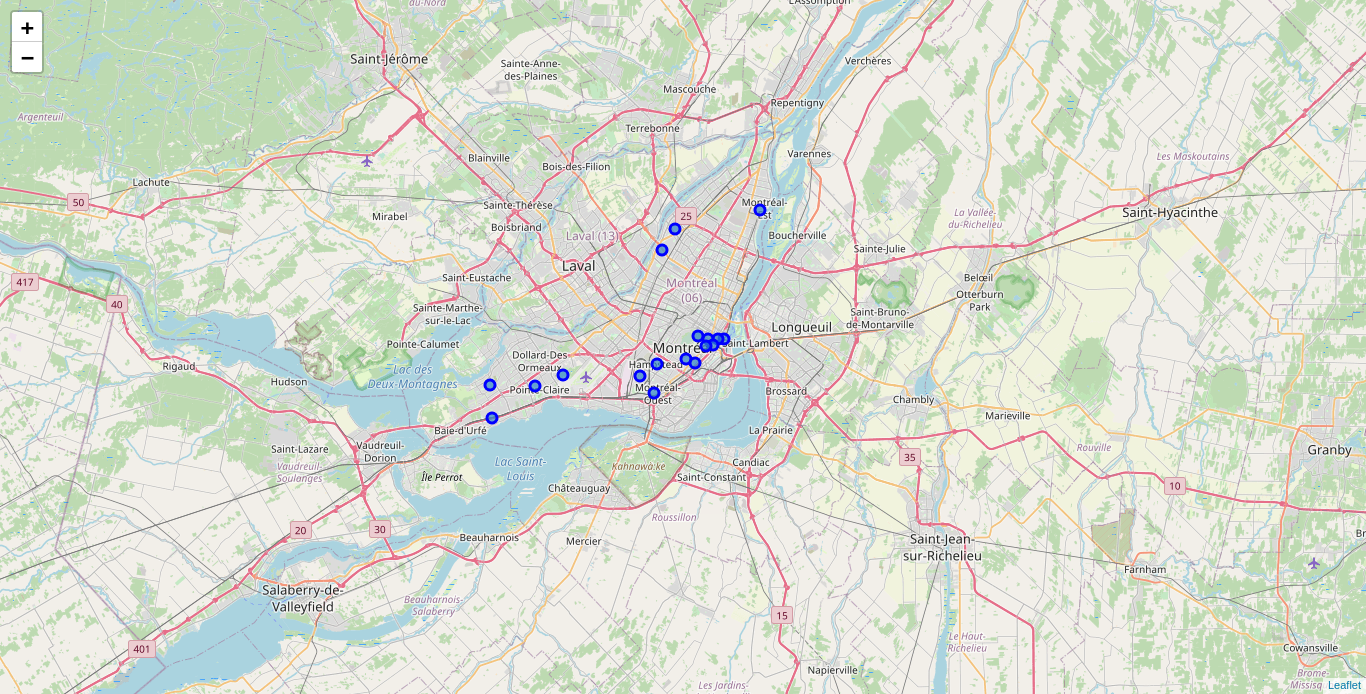 +
−
du-Nord
L'Assomption
Saint-Jérôme
Sainte-Anne-
des-Plaines
Verchères
Mascouche
Repentigny
Argenteuil
Terrebonne
Varennes
Blainville
Bois-des-Filion
Les Maskoutains
Lachute
50
Sainte-Thérèse
Mirabel
Boisbriand
25
Montréal-
Est
Saint-Hyacinthe
La Vallée-
du-Richelieu
Laval (13)
Boucherville
Sainte-Julie
Laval
Saint-Eustache
Belœil
417
40
Montréal
(06)
Otterburn
Park
Sainte-Marthe-
sur-le-Lac
Saint-Bruno-
de-Montarville
Longueuil
Pointe-Calumet
Saint-Lambert
Dollard-Des
Ormeaux
Rigaud
Lac des
Deux-Montagnes
Hudson
Pointe-Claire
Montréal-
Ouest
Brossard
Chambly
Marieville
Baie-d'Urfé
La Prairie
Saint-Lazare
Vaudreuil-
Dorion
Rouville
35
Granby
Vaudreuil-
Soulanges
Île Perrot
Lac Saint-
Louis
Kahnawà:ke
Candiac
Saint-Constant
Châteauguay
10
Roussillon
20
30
Beauharnois
Mercier
Saint-Jean-
sur-Richelieu
Br
Farnham
Salaberry-de-
Valleyfield
Beauharnois-
Salaberry
15
401
Le Haut-
Richelieu
Cowansville
Napierville
Brome-
Missisq
Les Jardins-
Leaflet